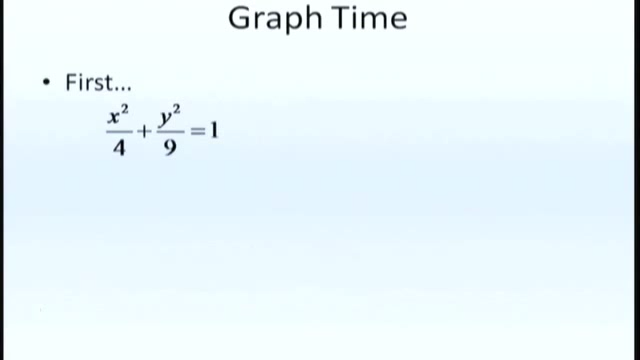 Graph Time
• First...
x²/4 + y²/9 = 1